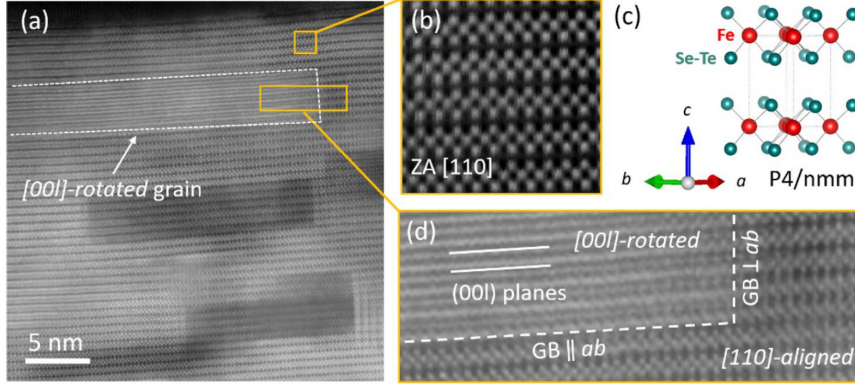 (a)
[00l]-rotated grain
5 nm
(b)
ZA [110]
(c)
Fe
Se-Te
c
b
a
P4/nmm
(d)
[00l]-rotated
(00l) planes
GB ⊥ ab
GB ∥ ab
[110]-aligned